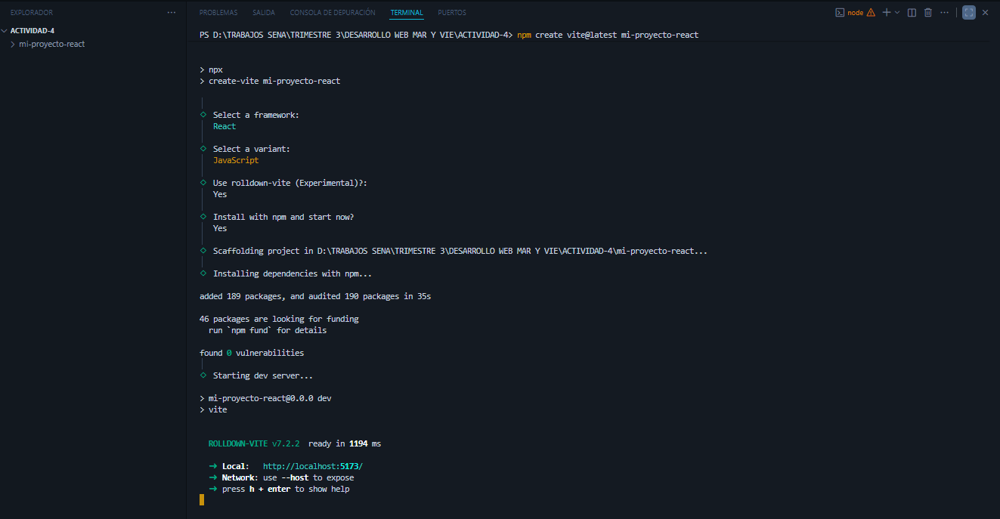 EXPLORADOR
ACTIVIDAD-4
mi-proyecto-react
PROBLEMAS SALIDA CONSOLA DE DEPURACIÓN TERMINAL PUERTOS
node
PS D:\TRABAJOS SENA\TRIMESTRE 3\DESARROLLO WEB MAR Y VIE\ACTIVIDAD-4> npm create vite@latest mi-proyecto-react
> npx
> create-vite mi-proyecto-react
Select a framework:
React
Select a variant:
JavaScript
Use rolldown-vite (Experimental)?:
Yes
Install with npm and start now?
Yes
Scaffolding project in D:\TRABAJOS SENA\TRIMESTRE 3\DESARROLLO WEB MAR Y VIE\ACTIVIDAD-4\mi-proyecto-react...
Installing dependencies with npm...
added 189 packages, and audited 190 packages in 35s
46 packages are looking for funding
run `npm fund` for details
found 0 vulnerabilities
Starting dev server...
> mi-proyecto-react@0.0.0 dev
> vite
ROLLDOWN-VITE v7.2.2 ready in 1194 ms
➜ Local: http://localhost:5173/
➜ Network: use --host to expose
➜ press h + enter to show help